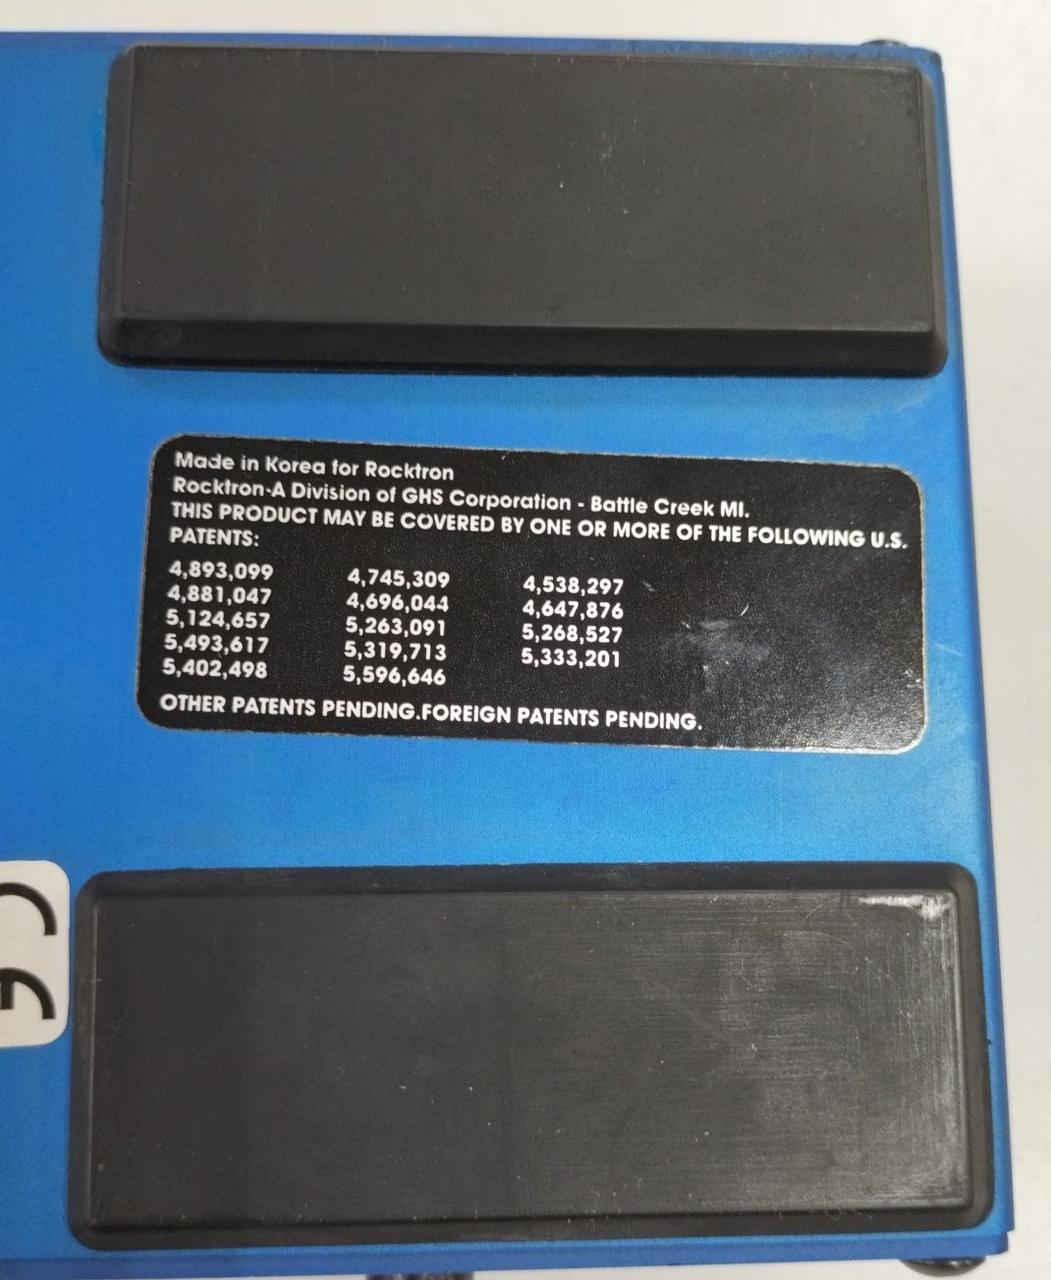 Made in Korea for Rocktron
Rocktron-A Division of GHS Corporation - Battle Creek MI.
THIS PRODUCT MAY BE COVERED BY ONE OR MORE OF THE FOLLOWING U.S.
PATENTS:
4,893,099 4,745,309 4,538,297
4,881,047 4,696,044 4,647,876
5,124,657 5,263,091 5,268,527
5,493,617 5,319,713 5,333,201
5,402,498 5,596,646
OTHER PATENTS PENDING.FOREIGN PATENTS PENDING.
CE